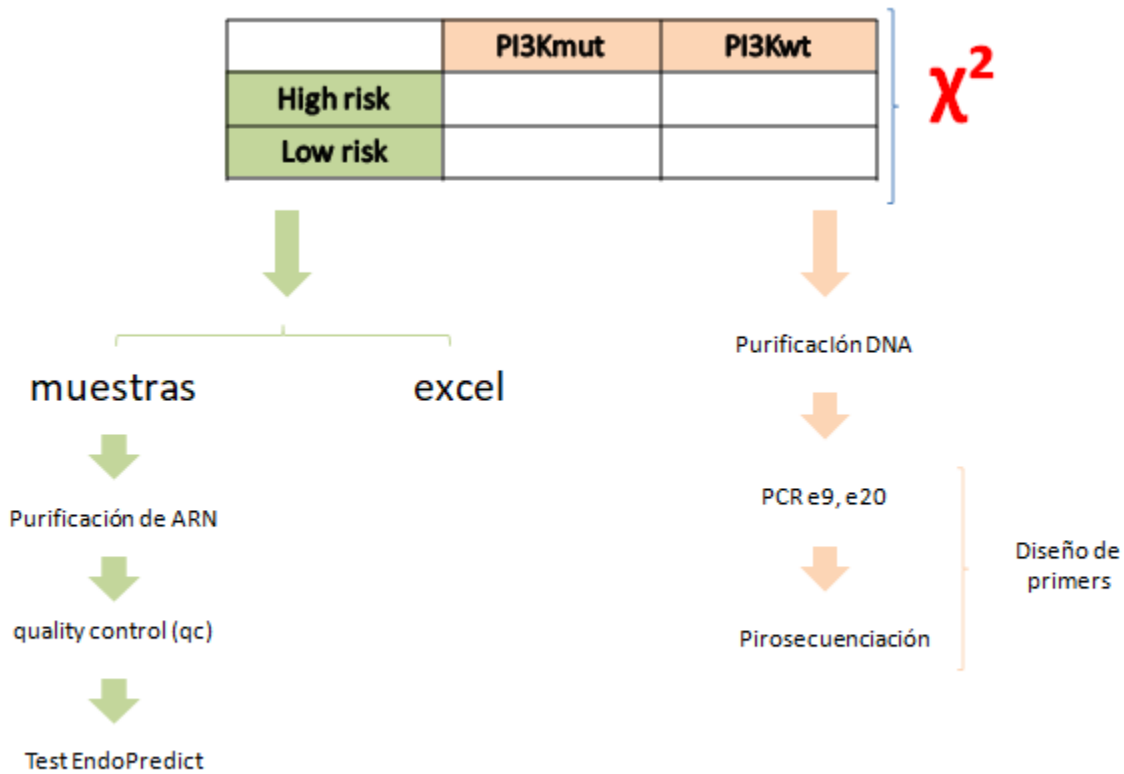 PI3Kmut PI3Kwt
High risk
Low risk
χ²
muestras
excel
Purificación de ARN
quality control (qc)
Test EndoPredict
Purificación DNA
PCR e9, e20
Pirosecuenciación
Diseño de
primers